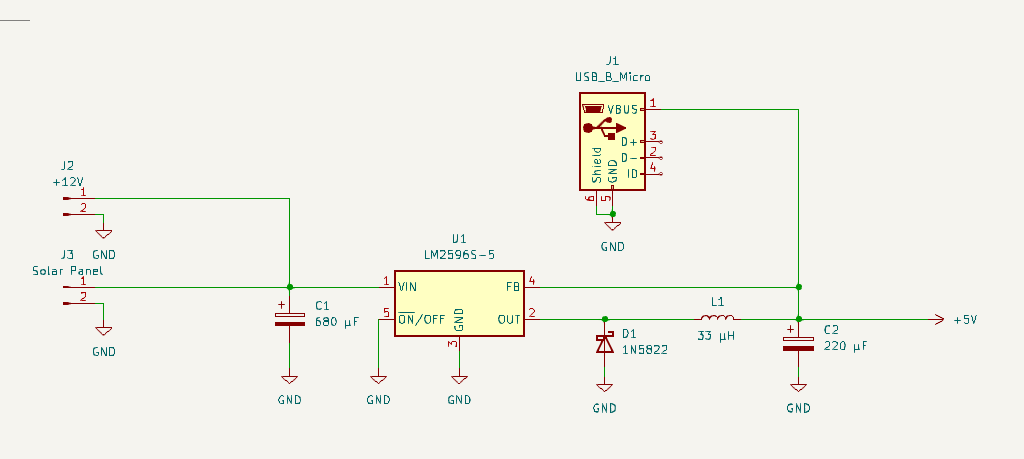 J1
USB_B_Micro
VBUS 1
D+ 3
D- 2
ID 4
Shield
GND
6
5
GND
J2
+12V
1
2
GND
J3
Solar Panel
1
2
GND
U1
LM2596S-5
1 VIN
FB 4
5 ON/OFF
OUT 2
GND
3
+
C1
680 µF
GND
GND
GND
D1
1N5822
GND
L1
33 µH
+
C2
220 µF
GND
+5V